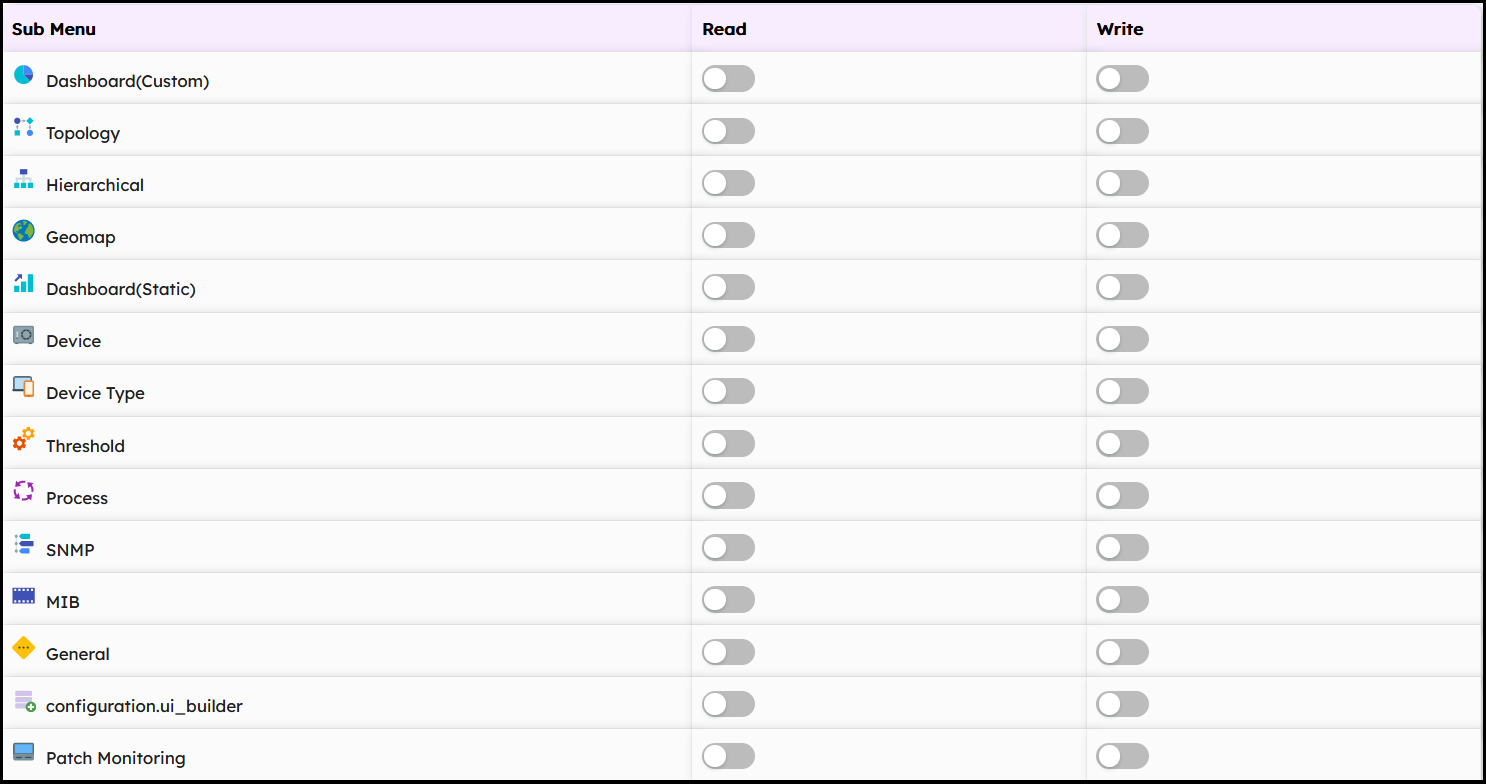 Sub Menu Read Write
Dashboard(Custom)
Topology
Hierarchical
Geomap
Dashboard(Static)
Device
Device Type
Threshold
Process
SNMP
MIB
General
configuration.ui_builder
Patch Monitoring